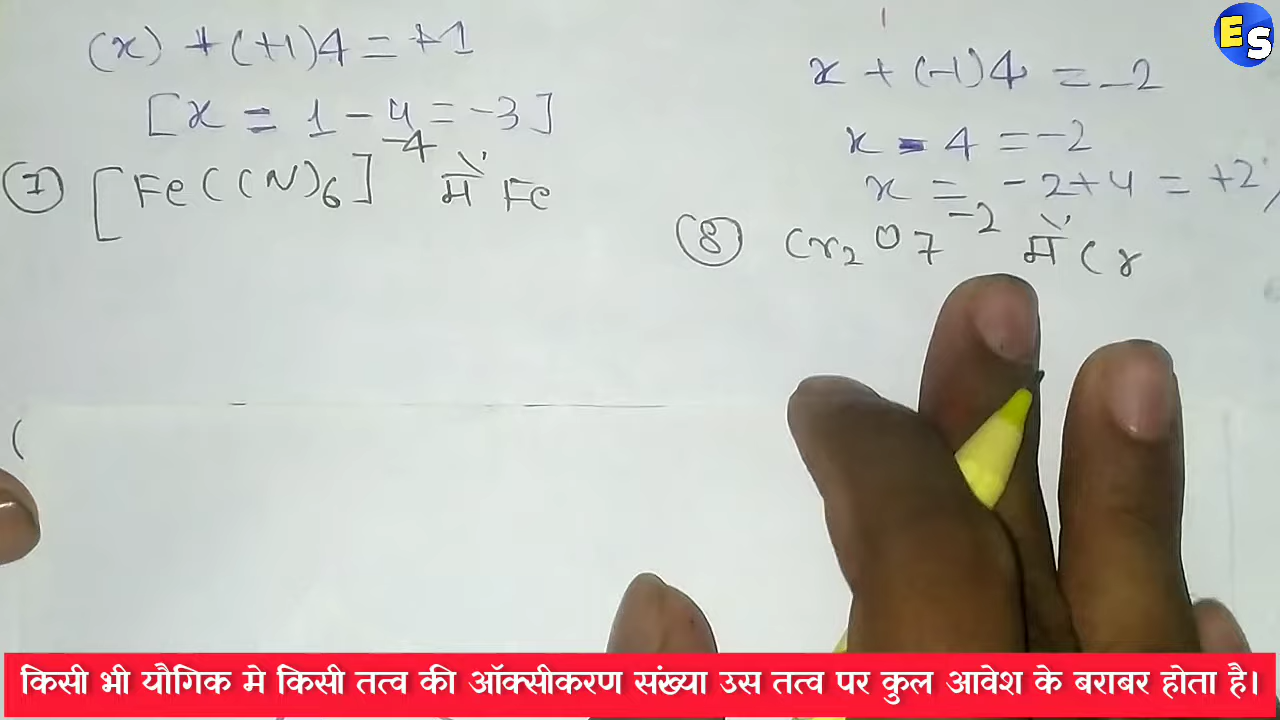 (x) + (+1)4 = +1
[x = 1 - 4 = -3]
(7) [Fe(CN)6]-4 में Fe
x + (-1)4 = -2
x - 4 = -2
x = -2+4 = +2
(8) Cr2O7-2 में Cr
(
ES
किसी भी यौगिक मे किसी तत्व की ऑक्सीकरण संख्या उस तत्व पर कुल आवेश के बराबर होता है।